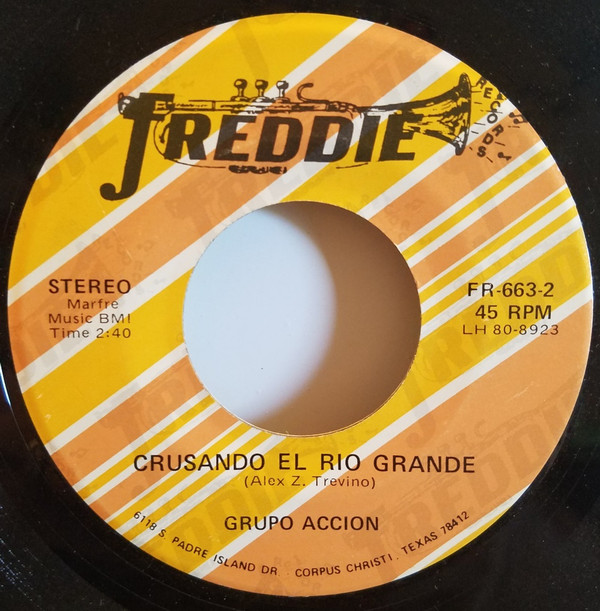 FREDDIE
RECORDS
STEREO
Marfre
Music BMI
Time 2:40
FR-663-2
45 RPM
LH 80-8923
CRUSANDO EL RIO GRANDE
(Alex Z. Trevino)
GRUPO ACCION
6118 S. PADRE ISLAND DR. CORPUS CHRISTI, TEXAS 78412